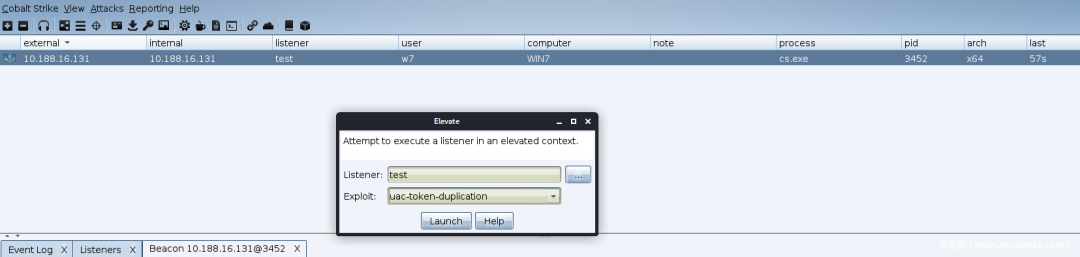 Cobalt Strike View Attacks Reporting Help
external internal listener user computer note process pid arch last
10.188.16.131 10.188.16.131 test w7 WIN7 cs.exe 3452 x64 57s
Elevate
Attempt to execute a listener in an elevated context.
Listener: test ...
Exploit: uac-token-duplication
Launch Help
Event Log X Listeners X Beacon 10.188.16.131@3452 X